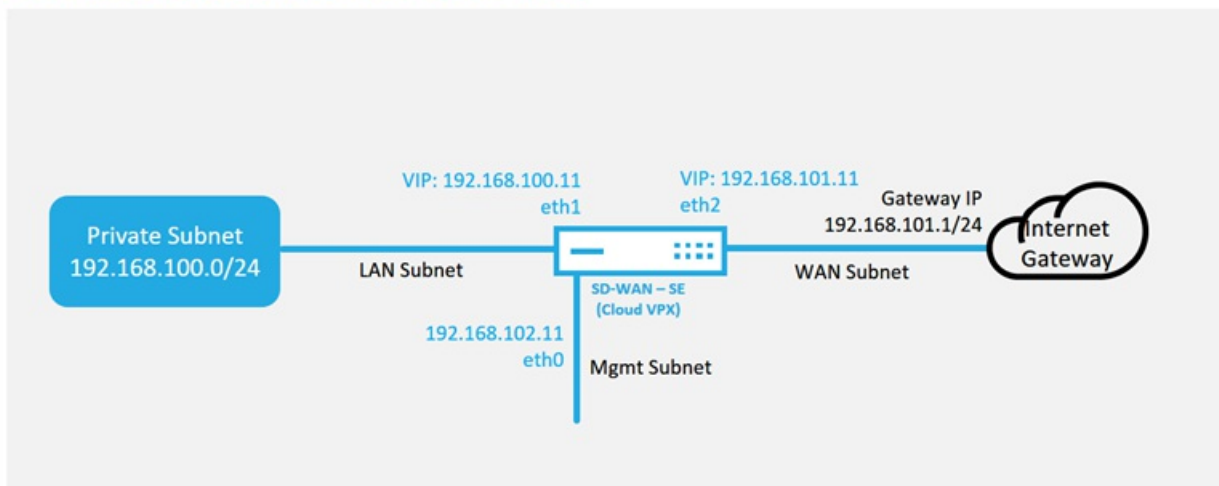 VIP: 192.168.100.11
eth1
VIP: 192.168.101.11
eth2
Gateway IP
192.168.101.1/24
Private Subnet
192.168.100.0/24
Internet
Gateway
LAN Subnet
WAN Subnet
SD-WAN – SE
(Cloud VPX)
192.168.102.11
eth0
Mgmt Subnet